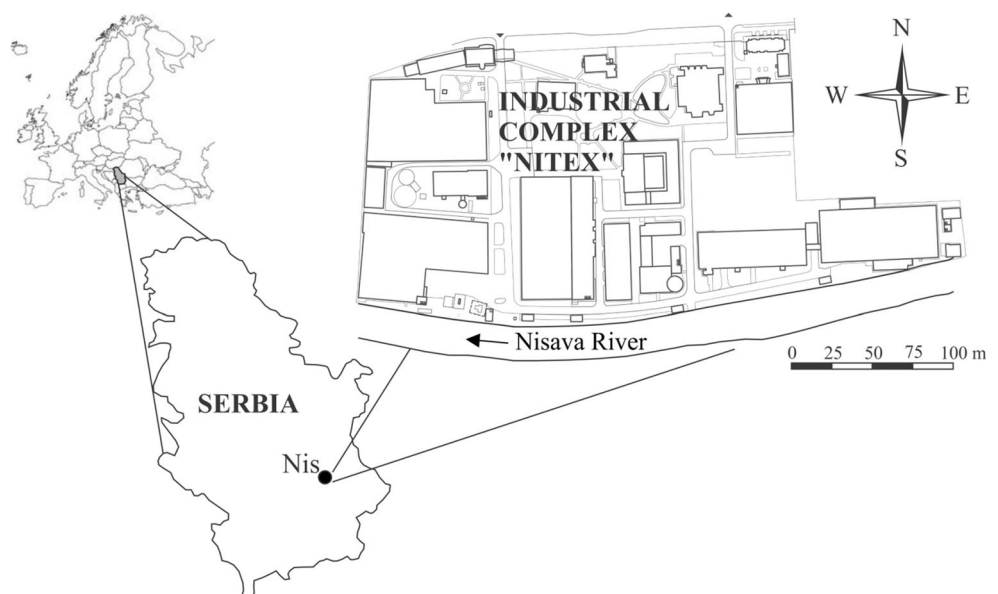 INDUSTRIAL
COMPLEX
"NITEX"
N
W E
S
Nisava River
0 25 50 75 100 m
SERBIA
Nis